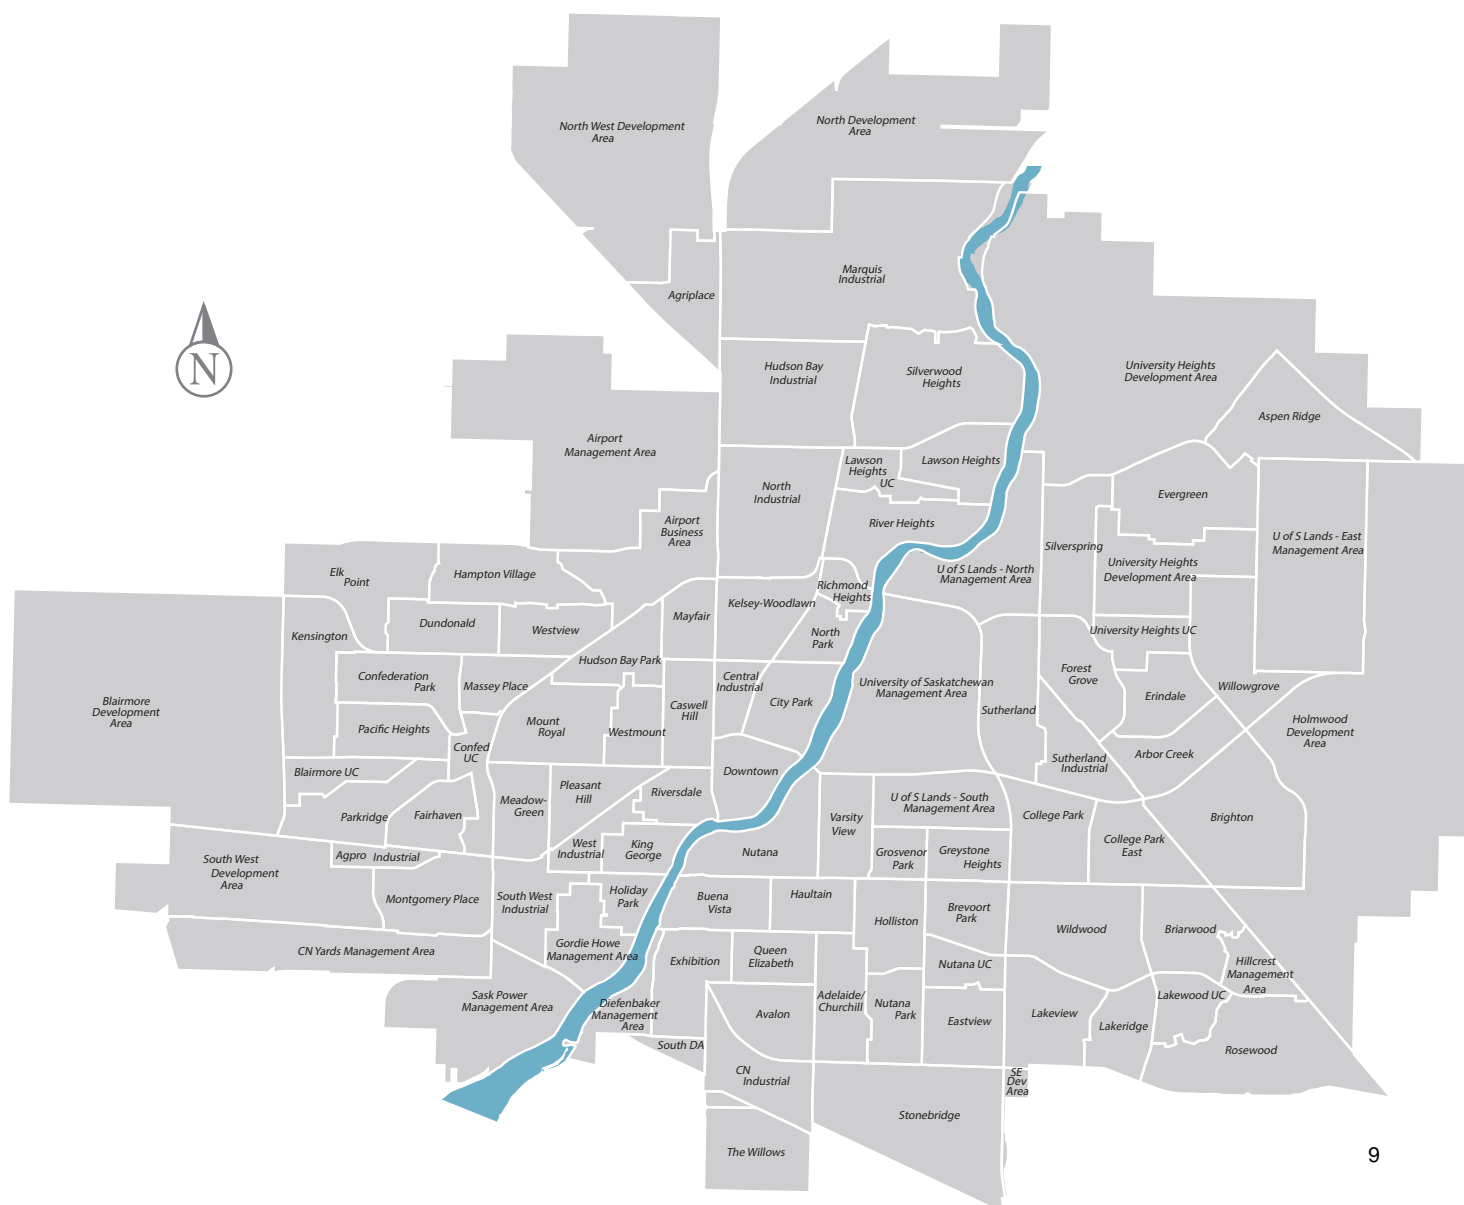 North West Development
Area
North Development
Area
Marquis
Industrial
Agriplace
N
Hudson Bay
Industrial
Silverwood
Heights
University Heights
Development Area
Aspen Ridge
Airport
Management Area
Lawson
Heights
UC
Lawson Heights
North
Industrial
Evergreen
Airport
Business
Area
River Heights
Silverspring
U of S Lands - East
Management Area
University Heights
Development Area
U of S Lands - North
Management Area
Elk
Point
Hampton Village
Richmond
Heights
Kelsey-Woodlawn
Mayfair
Dundonald
Westview
Kensington
North
Park
University Heights UC
Hudson Bay Park
Confederation
Park
Massey Place
Central
Industrial
University of Saskatchewan
Management Area
Forest
Grove
Erindale
Willowgrove
Blairmore
Development
Area
Caswell
Hill
City Park
Sutherland
Holmwood
Development
Area
Pacific Heights
Mount
Royal
Westmount
Confed
UC
Sutherland
Industrial
Arbor Creek
Blairmore UC
Downtown
Pleasant
Hill
Riversdale
Meadow-
Green
U of S Lands - South
Management Area
Parkridge
Fairhaven
Varsity
View
College Park
Brighton
College Park
East
West
Industrial
King
George
Nutana
Grosvenor
Park
Greystone
Heights
Agpro Industrial
South West
Development
Area
Montgomery Place
South West
Industrial
Holiday
Park
Buena
Vista
Haultain
Holliston
Brevoort
Park
Wildwood
Briarwood
CN Yards Management Area
Gordie Howe
Management Area
Exhibition
Queen
Elizabeth
Nutana UC
Hillcrest
Management
Area
Sask Power
Management Area
Diefenbaker
Management
Area
Avalon
Adelaide/
Churchill
Nutana
Park
Eastview
Lakeview
Lakeridge
Lakewood UC
South DA
Rosewood
CN
Industrial
SE
Dev
Area
Stonebridge
The Willows
9